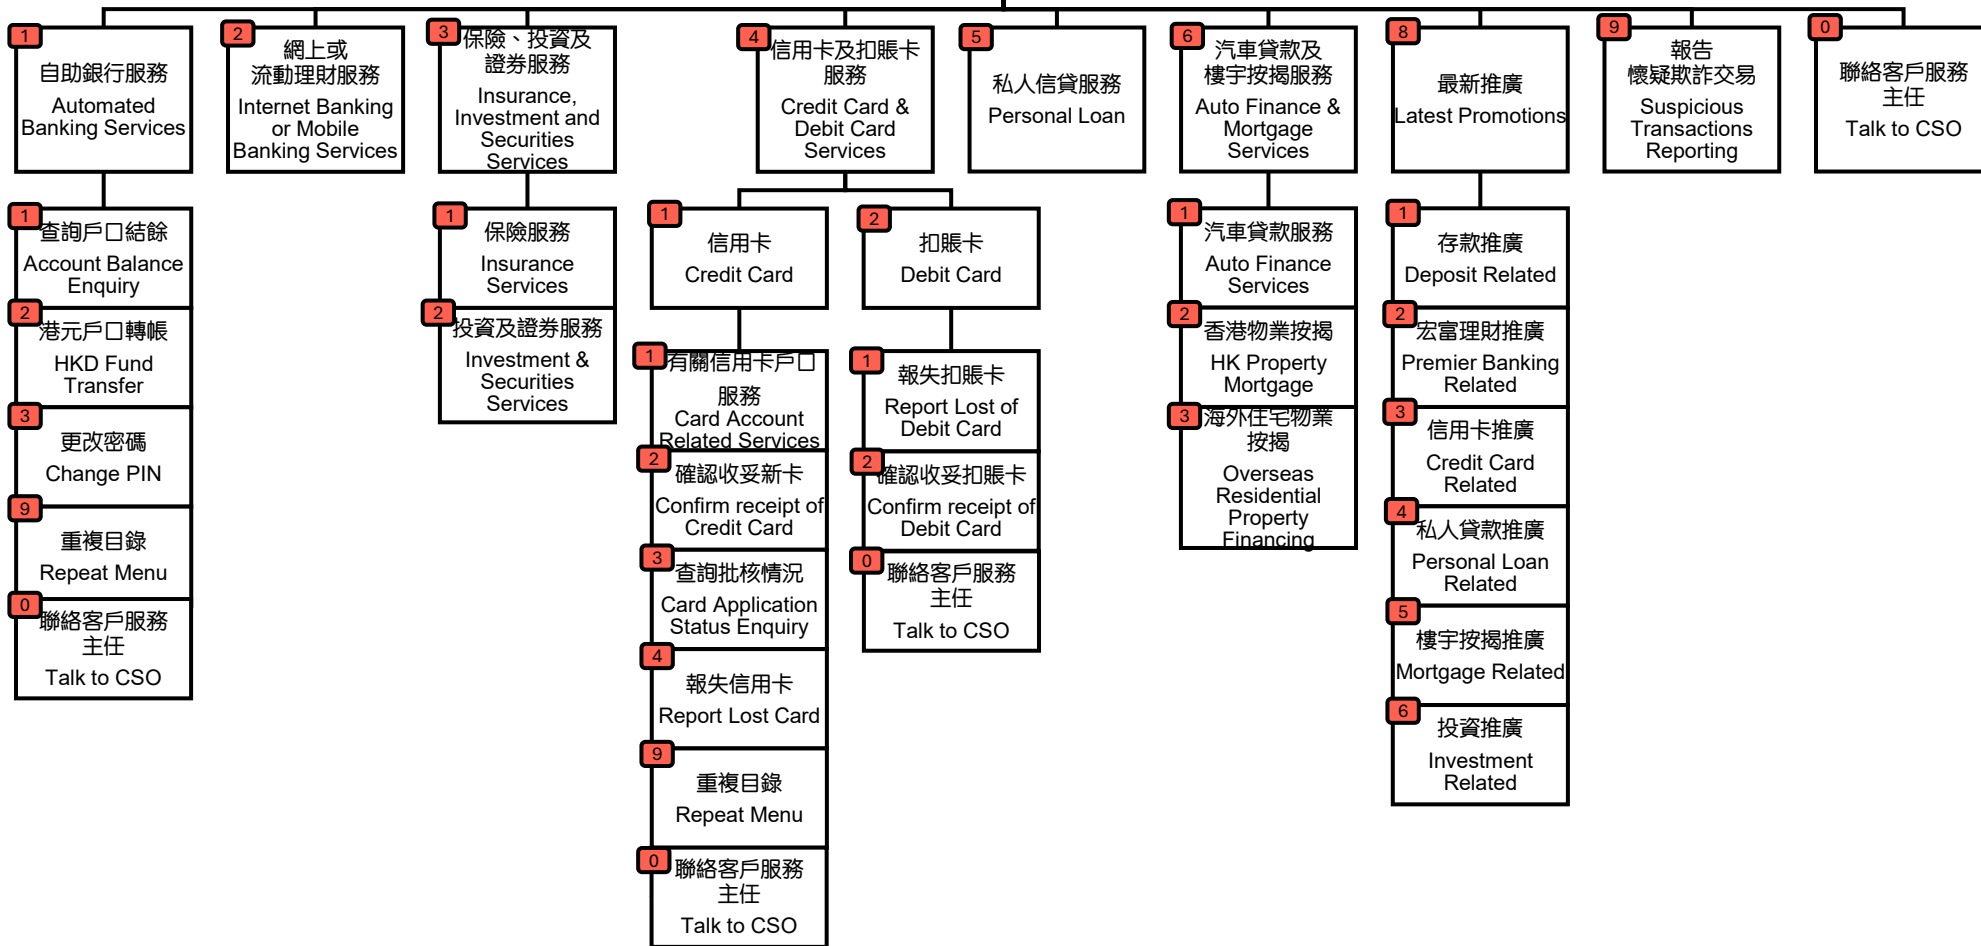 1
自助銀行服務
Automated
Banking Services
2
網上或
流動理財服務
Internet Banking
or Mobile
Banking Services
3
保險、投資及
證券服務
Insurance,
Investment and
Securities
Services
4
信用卡及扣賬卡
服務
Credit Card &
Debit Card
Services
5
私人信貸服務
Personal Loan
6
汽車貸款及
樓宇按揭服務
Auto Finance &
Mortgage
Services
8
最新推廣
Latest Promotions
9
報告
懷疑欺詐交易
Suspicious
Transactions
Reporting
0
聯絡客戶服務
主任
Talk to CSO
1
查詢戶口結餘
Account Balance
Enquiry
2
港元戶口轉帳
HKD Fund
Transfer
3
更改密碼
Change PIN
9
重複目錄
Repeat Menu
0
聯絡客戶服務
主任
Talk to CSO
1
保險服務
Insurance
Services
2
投資及證券服務
Investment &
Securities
Services
1
信用卡
Credit Card
1
有關信用卡戶口
服務
Card Account
Related Services
2
確認收妥新卡
Confirm receipt of
Credit Card
3
查詢批核情況
Card Application
Status Enquiry
4
報失信用卡
Report Lost Card
9
重複目錄
Repeat Menu
0
聯絡客戶服務
主任
Talk to CSO
2
扣賬卡
Debit Card
1
報失扣賬卡
Report Lost of
Debit Card
2
確認收妥扣賬卡
Confirm receipt of
Debit Card
0
聯絡客戶服務
主任
Talk to CSO
1
汽車貸款服務
Auto Finance
Services
2
香港物業按揭
HK Property
Mortgage
3
海外住宅物業
按揭
Overseas
Residential
Property
Financing
1
存款推廣
Deposit Related
2
宏富理財推廣
Premier Banking
Related
3
信用卡推廣
Credit Card
Related
4
私人貸款推廣
Personal Loan
Related
5
樓宇按揭推廣
Mortgage Related
6
投資推廣
Investment
Related